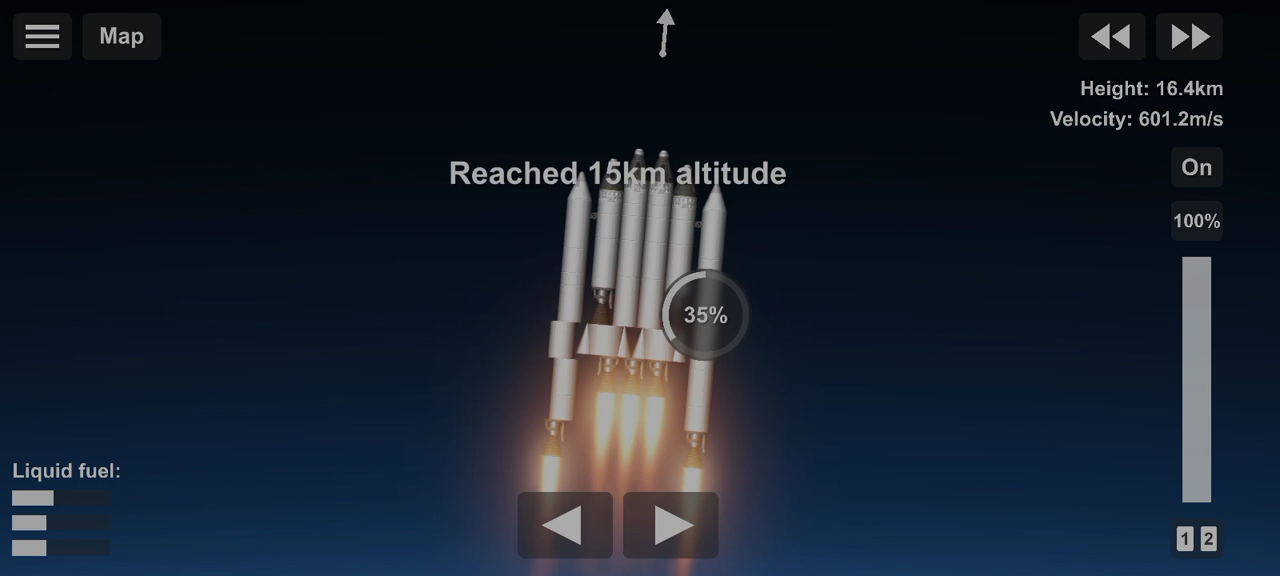 Map
Height: 16.4km
Velocity: 601.2m/s
Reached 15km altitude
On
100%
35%
Liquid fuel:
1 2